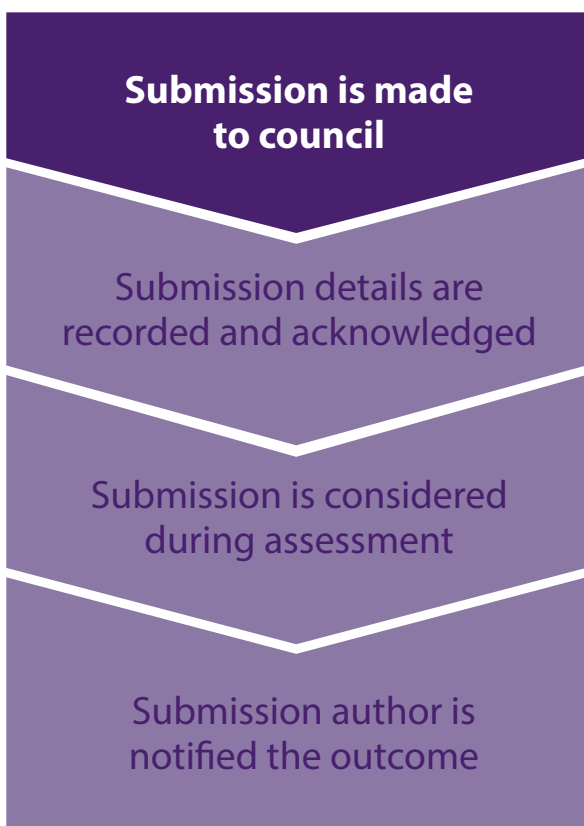 Submission is made
to council
Submission details are
recorded and acknowledged
Submission is considered
during assessment
Submission author is
notified the outcome